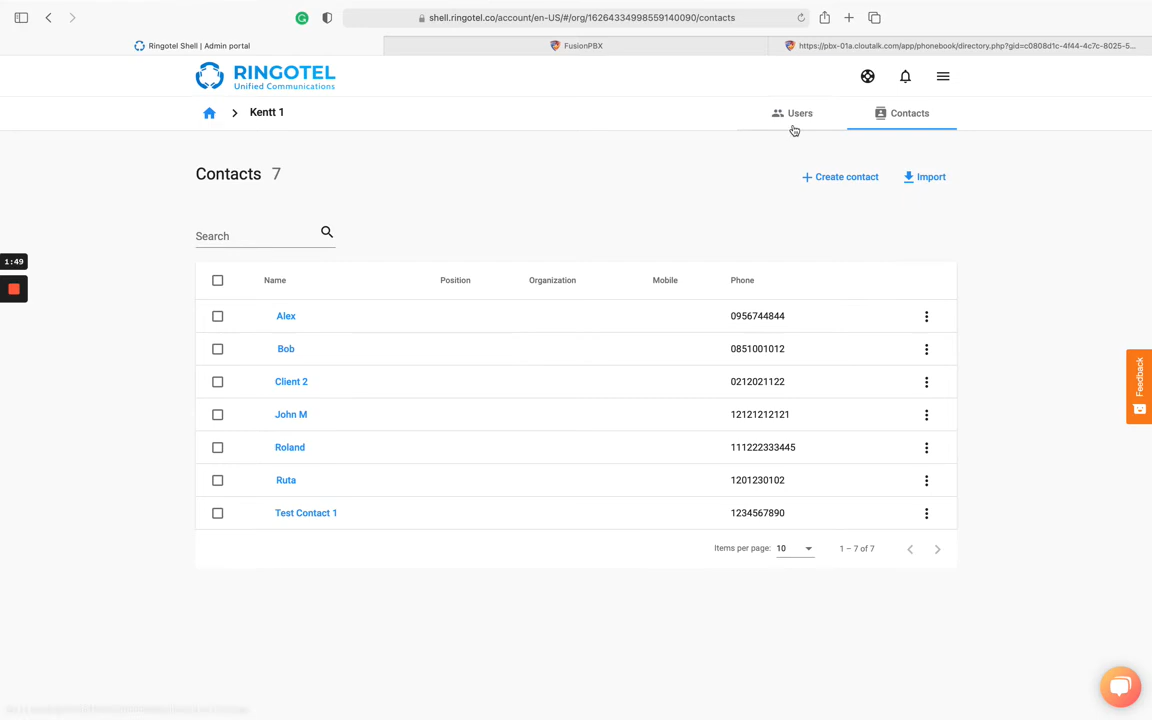 shell.ringotel.co/account/en-US/#/org/16264334998559140090/contacts
Ringotel Shell | Admin portal
FusionPBX
https://pbx-01a.cloutalk.com/app/phonebook/directory.php?gid=c0808d1c-4f44-4c7c-8025-5...
RINGOTEL
Unified Communications
Kentt 1
Users
Contacts
Contacts 7
Create contact
Import
Search
1:49
Name Position Organization Mobile Phone
Alex 0956744844
Bob 0851001012
Client 2 0212021122
John M 12121212121
Roland 111222333445
Ruta 1201230102
Test Contact 1 1234567890
Items per page: 10 1 – 7 of 7
Feedback